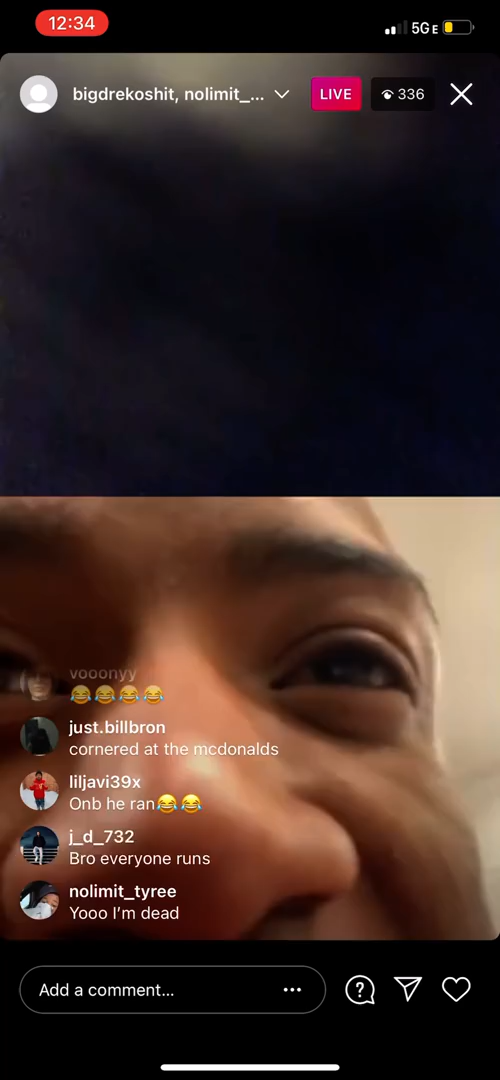 12:34
5GE
bigdrekoshit, nolimit_...
LIVE
336
vooonyy
😂😂😂😂
just.billbron
cornered at the mcdonalds
liljavi39x
Onb he ran😂😂
j_d_732
Bro everyone runs
nolimit_tyree
Yooo I’m dead
Add a comment...